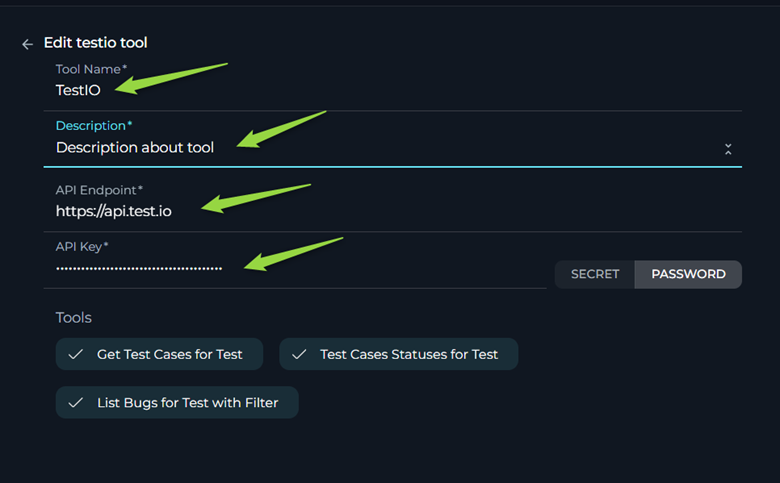 Edit testio tool
Tool Name*
TestIO
Description*
Description about tool
API Endpoint*
https://api.test.io
API Key*
••••••••••••••••••••••••••••••••••••••••
SECRET PASSWORD
Tools
Get Test Cases for Test Test Cases Statuses for Test
List Bugs for Test with Filter